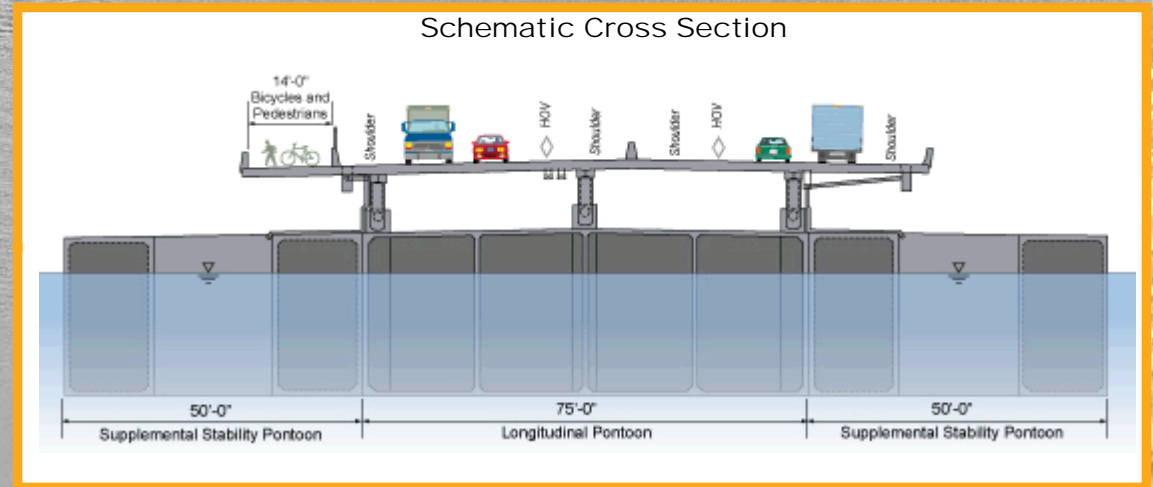 Schematic Cross Section
14'-0"
Bicycles and
Pedestrians
Shoulder
HOV
Shoulder
Shoulder
HOV
Shoulder
50'-0"
75'-0"
50'-0"
Supplemental Stability Pontoon
Longitudinal Pontoon
Supplemental Stability Pontoon